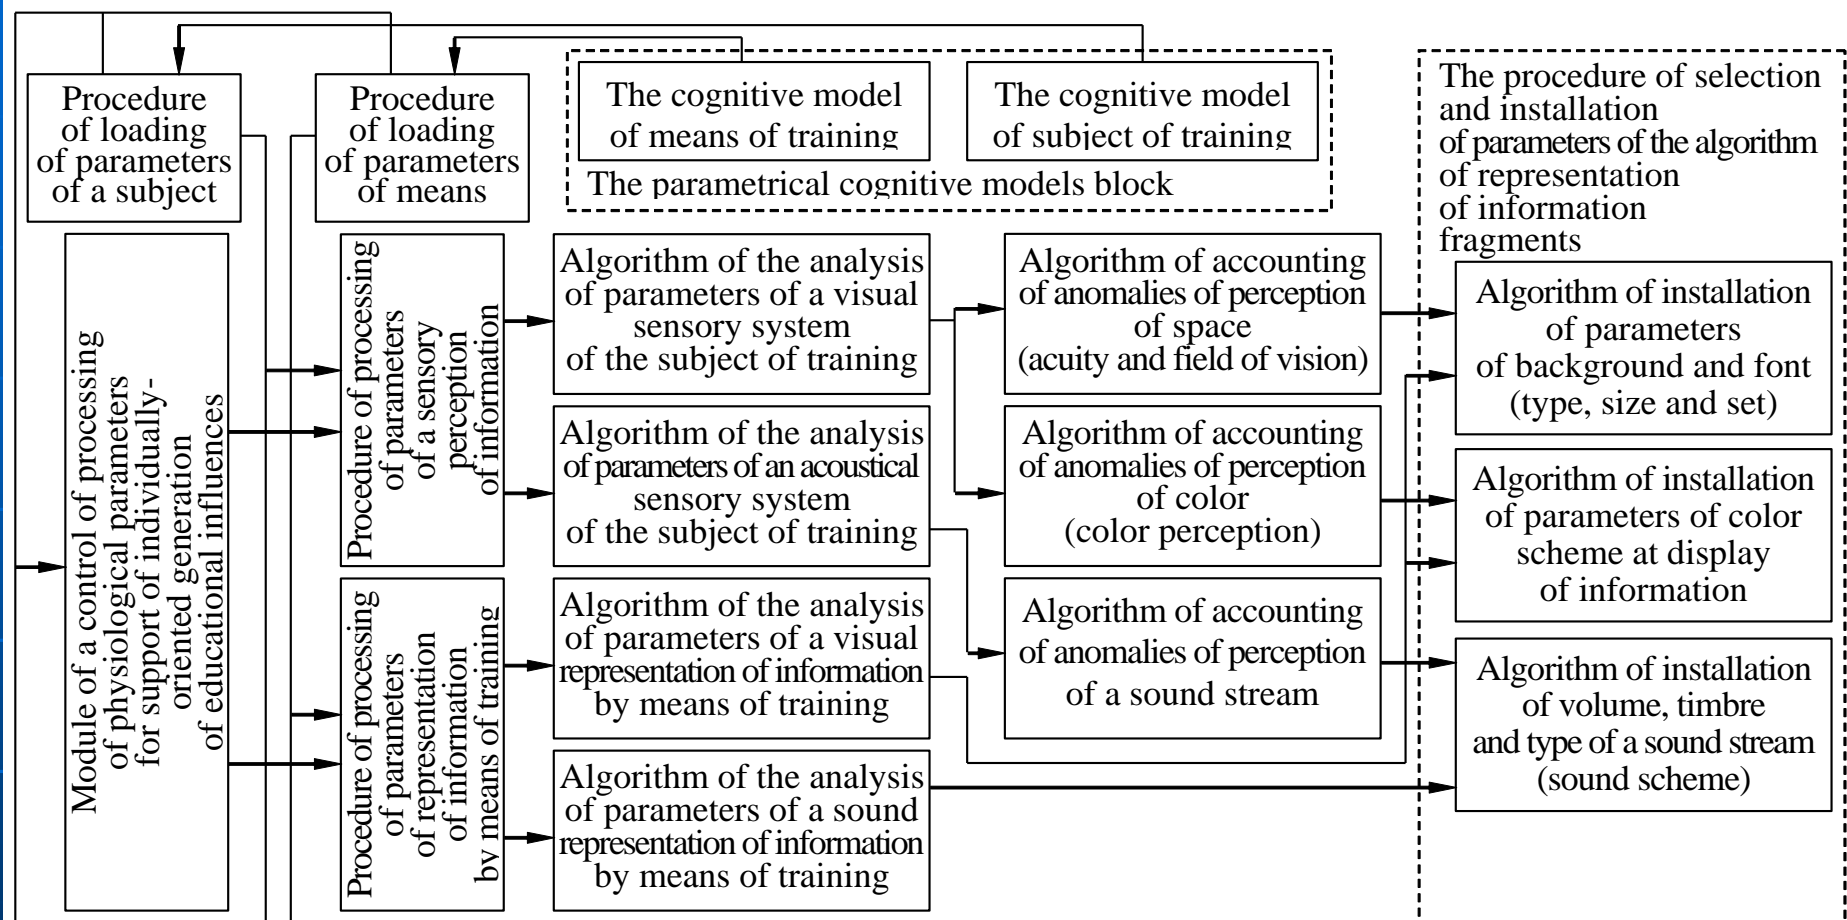 Procedure
of loading
of parameters
of a subject
Procedure
of loading
of parameters
of means
The cognitive model
of means of training
The cognitive model
of subject of training
The parametrical cognitive models block
The procedure of selection
and installation
of parameters of the algorithm
of representation
of information
fragments
Module of a control of processing
of physiological parameters
for support of individually-
oriented generation
of educational influences
Procedure of processing
of parameters
of a sensory
perception
of information
Procedure of processing
of parameters
of representation
of information
by means of training
Algorithm of the analysis
of parameters of a visual
sensory system
of the subject of training
Algorithm of the analysis
of parameters of an acoustical
sensory system
of the subject of training
Algorithm of the analysis
of parameters of a visual
representation of information
by means of training
Algorithm of the analysis
of parameters of a sound
representation of information
by means of training
Algorithm of accounting
of anomalies of perception
of space
(acuity and field of vision)
Algorithm of accounting
of anomalies of perception
of color
(color perception)
Algorithm of accounting
of anomalies of perception
of a sound stream
Algorithm of installation
of parameters
of background and font
(type, size and set)
Algorithm of installation
of parameters of color
scheme at display
of information
Algorithm of installation
of volume, timbre
and type of a sound stream
(sound scheme)